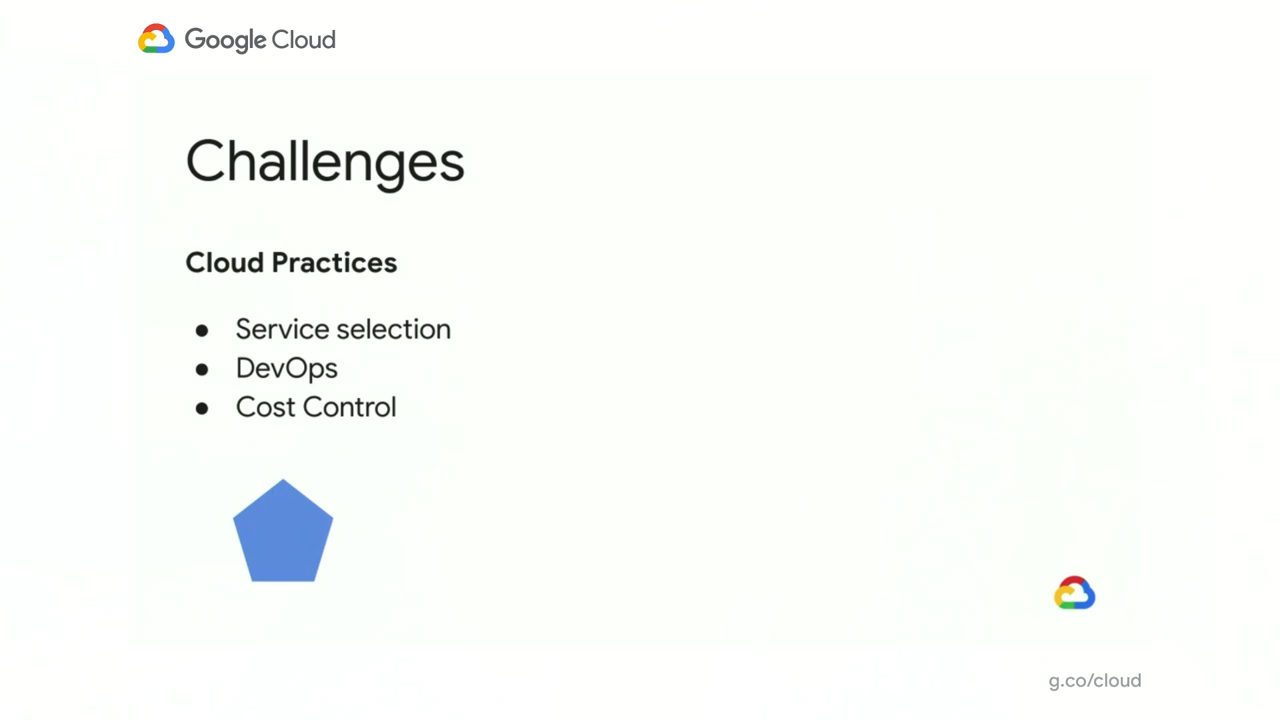 Google Cloud
Challenges
Cloud Practices
● Service selection
● DevOps
● Cost Control
g.co/cloud